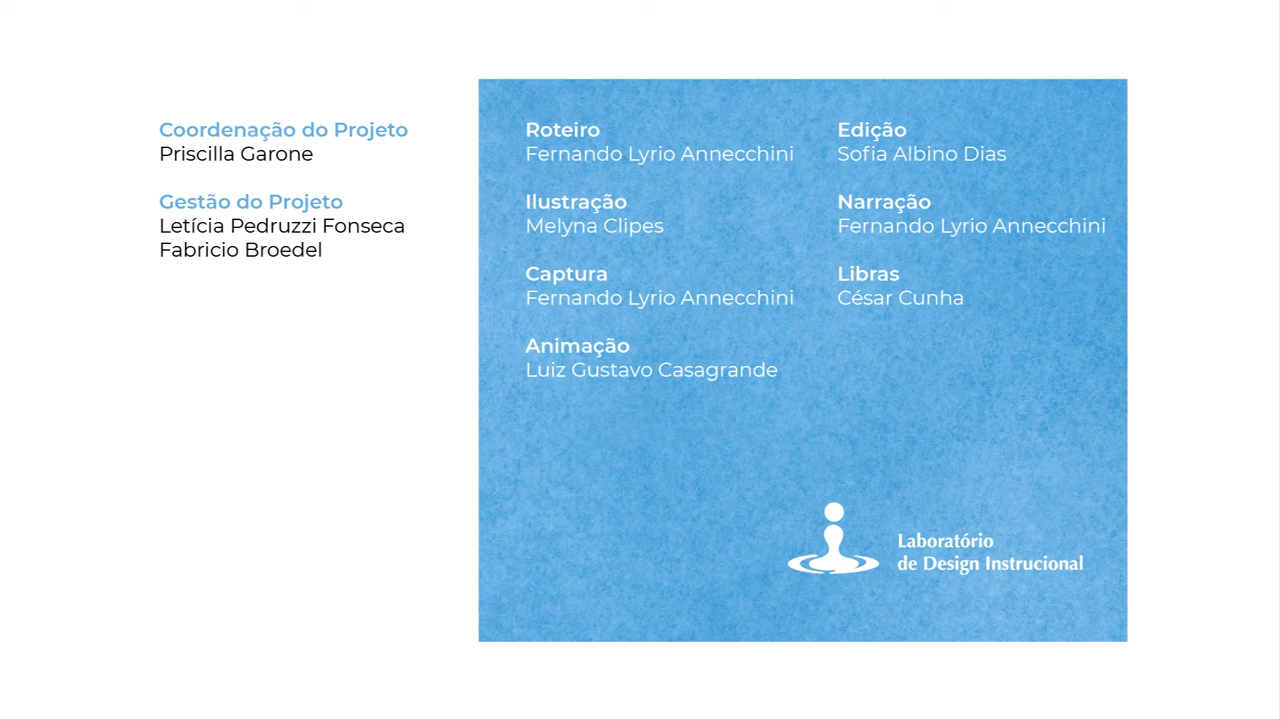 Coordenação do Projeto
Priscilla Garone
Gestão do Projeto
Letícia Pedruzzi Fonseca
Fabricio Broedel
Roteiro
Fernando Lyrio Annecchini
Ilustração
Melyna Clipes
Captura
Fernando Lyrio Annecchini
Animação
Luiz Gustavo Casagrande
Edição
Sofia Albino Dias
Narração
Fernando Lyrio Annecchini
Libras
César Cunha
Laboratório
de Design Instrucional